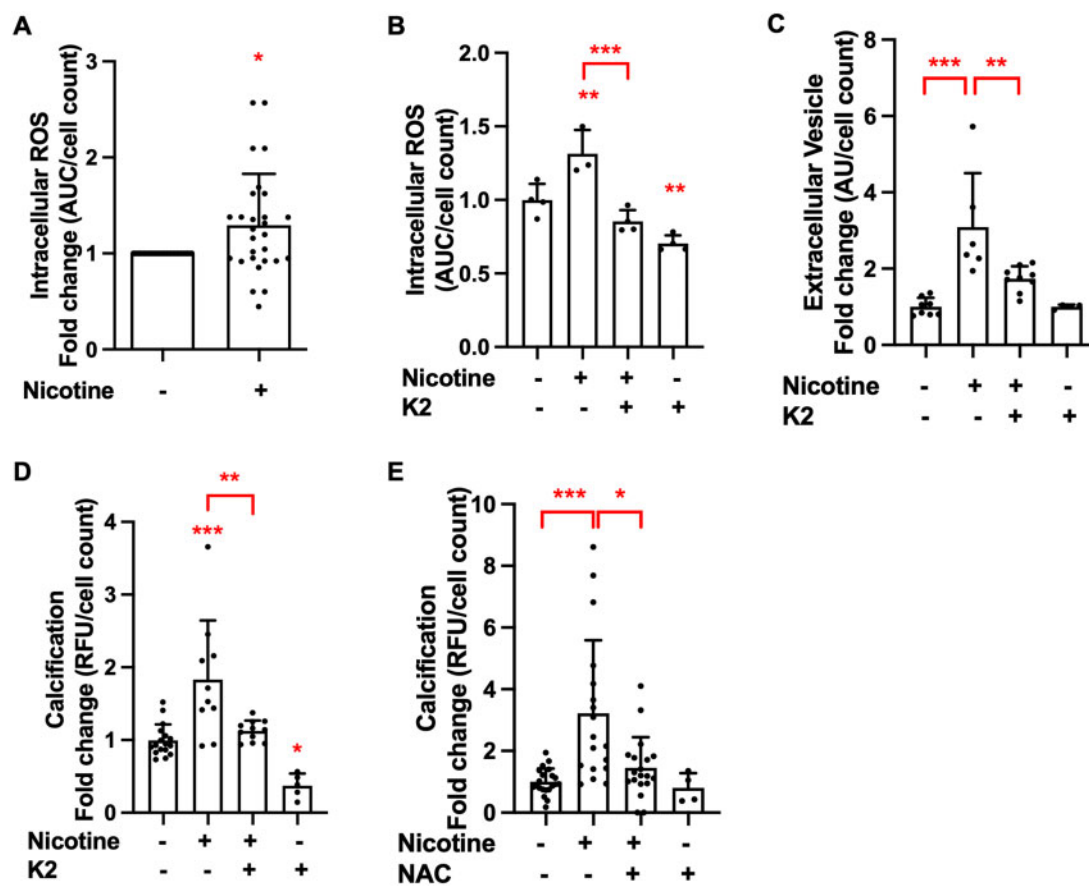 A
Intracellular ROS
Fold change (AUC/cell count)
3
2
1
0
*
Nicotine - +
B
Intracellular ROS
(AUC/cell count)
2.0
1.5
1.0
0.5
0.0
***
**
**
Nicotine - + + -
K2 - - + +
C
Extracellular Vesicle
Fold change (AU/cell count)
8
6
4
2
0
*** **
Nicotine - + + -
K2 - - + +
D
Calcification
Fold change (RFU/cell count)
4
3
2
1
0
**
***
*
Nicotine - + + -
K2 - - + +
E
Calcification
Fold change (RFU/cell count)
10
8
6
4
2
0
*** *
Nicotine - + + -
NAC - - + +